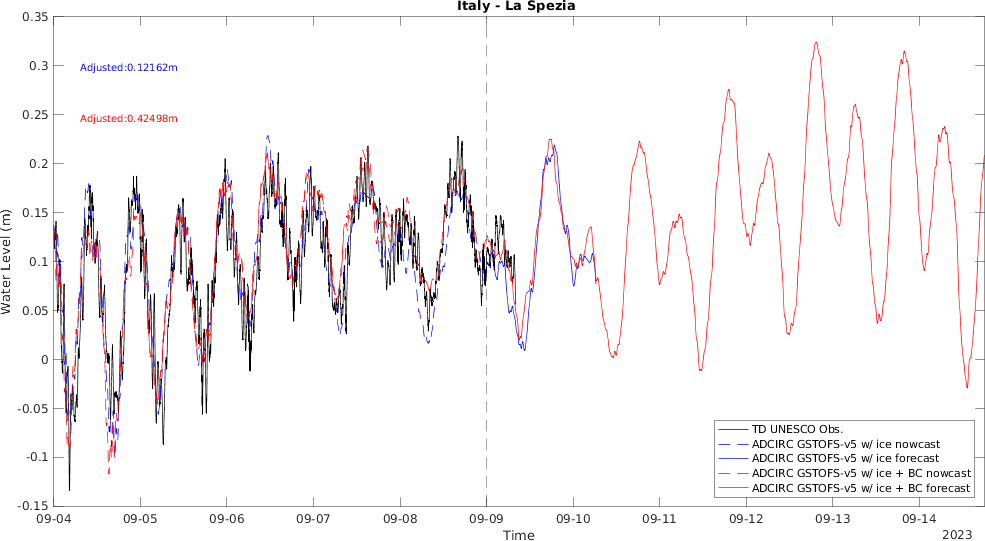 Italy - La Spezia
0.35
0.3
0.25
0.2
0.15
0.1
0.05
0
-0.05
-0.1
-0.15
Water Level (m)
Adjusted:0.12162m
Adjusted:0.42498m
TD UNESCO Obs.
ADCIRC GSTOFS-v5 w/ ice nowcast
ADCIRC GSTOFS-v5 w/ ice forecast
ADCIRC GSTOFS-v5 w/ ice + BC nowcast
ADCIRC GSTOFS-v5 w/ ice + BC forecast
09-04 09-05 09-06 09-07 09-08 09-09 09-10 09-11 09-12 09-13 09-14
Time
2023